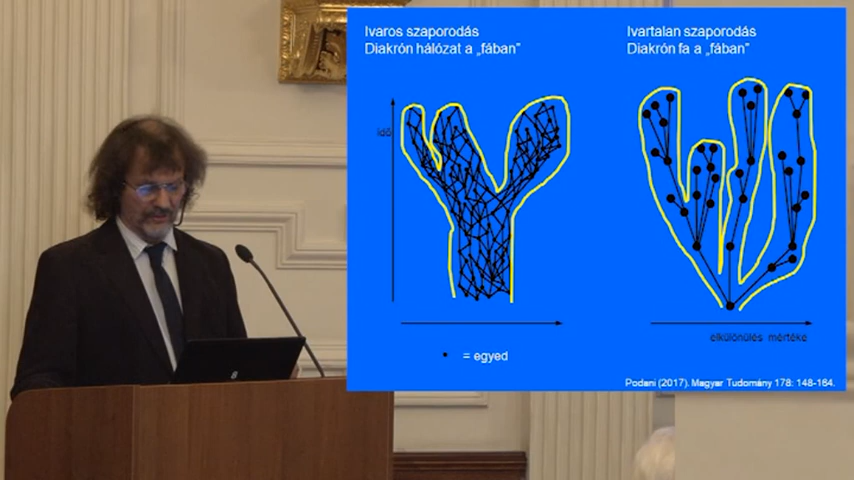 Ivaros szaporodás
Diakrón hálózat a „fában”
Ivartalan szaporodás
Diakrón fa a „fában”
idő
elkülönülés mértéke
= egyed
Podani (2017). Magyar Tudomány 178: 148-164.